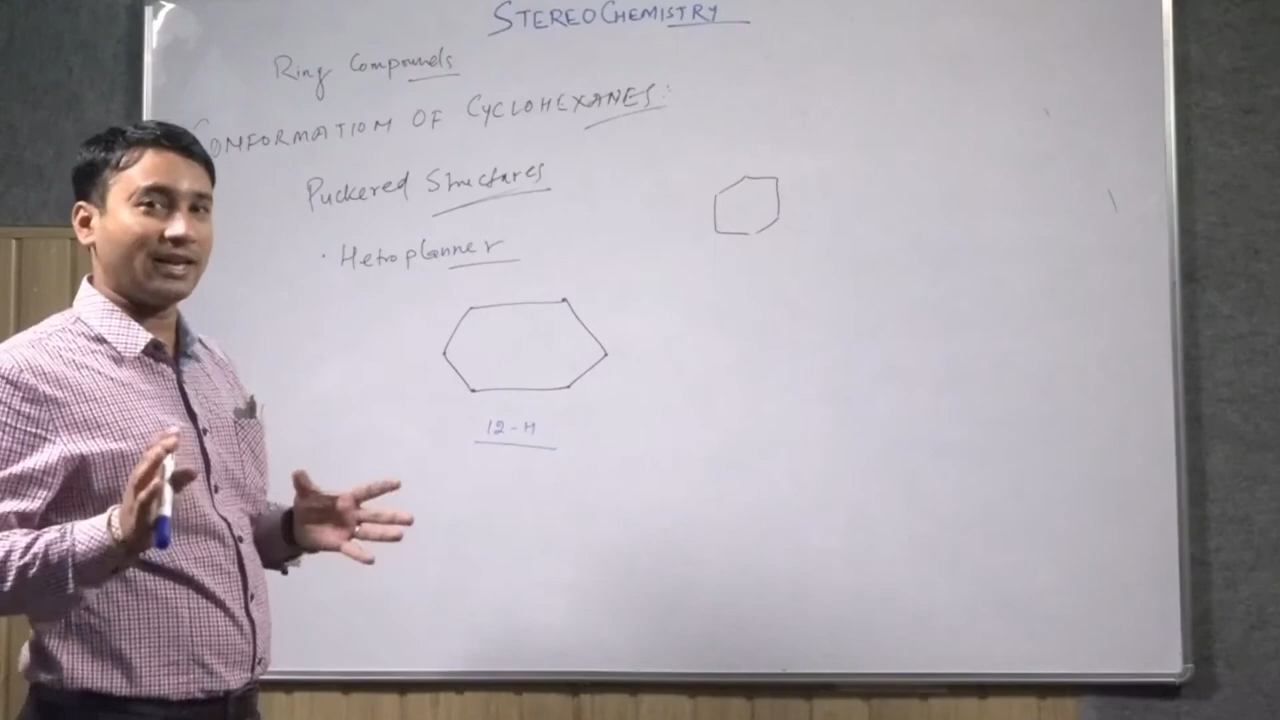 STEREOCHEMISTRY
Ring Compounds
CONFORMATION OF CYCLOHEXANES:
Puckered Structures
· Hetroplanner
12-H